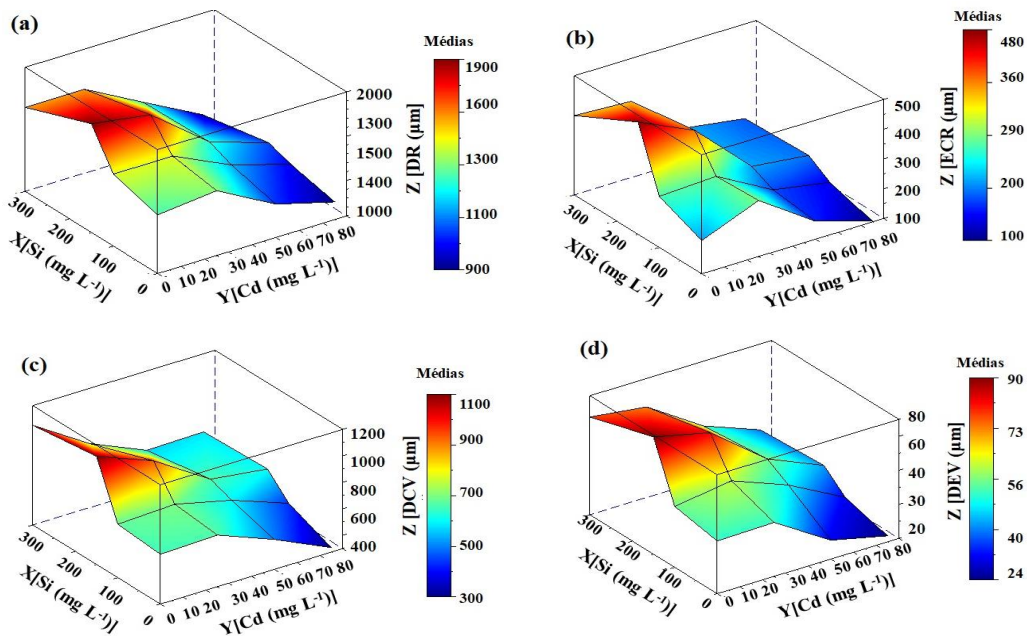 (a)
Médias
1900
1600
1300
1100
900
Z [DR (µm)]
2000
1300
1500
1400
1000
X[Si (mg L⁻¹)]
300
200
100
0
Y[Cd (mg L⁻¹)]
0 10 20 30 40 50 60 70 80
(b)
Médias
480
360
290
200
100
Z [ECR (µm)]
500
400
300
200
100
X[Si (mg L⁻¹)]
300
200
100
0
Y[Cd (mg L⁻¹)]
0 10 20 30 40 50 60 70 80
(c)
Médias
1100
900
700
500
300
Z [DCV (µm)]
1200
1000
800
600
400
X[Si (mg L⁻¹)]
300
200
100
0
Y[Cd (mg L⁻¹)]
0 10 20 30 40 50 60 70 80
(d)
Médias
90
73
56
40
24
Z [DEV (µm)]
80
60
40
30
20
X[Si (mg L⁻¹)]
300
200
100
0
Y[Cd (mg L⁻¹)]
0 10 20 30 40 50 60 70 80